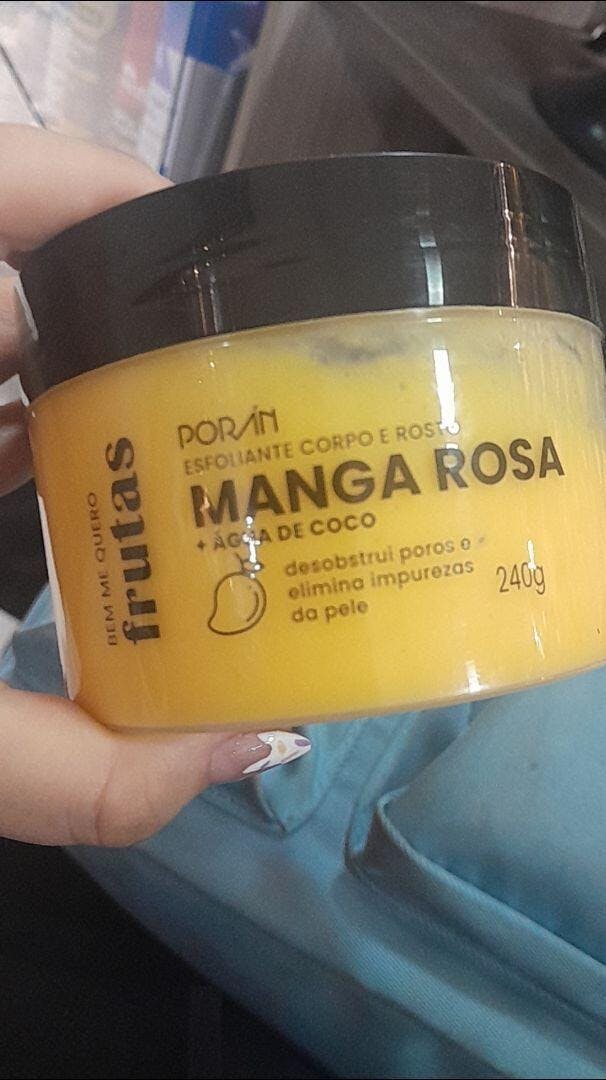 PORÁN
ESFOLIANTE CORPO E ROSTO
MANGA ROSA
+ ÁGUA DE COCO
desobstrui poros e
elimina impurezas
da pele
240g
BEM ME QUERO
frutas